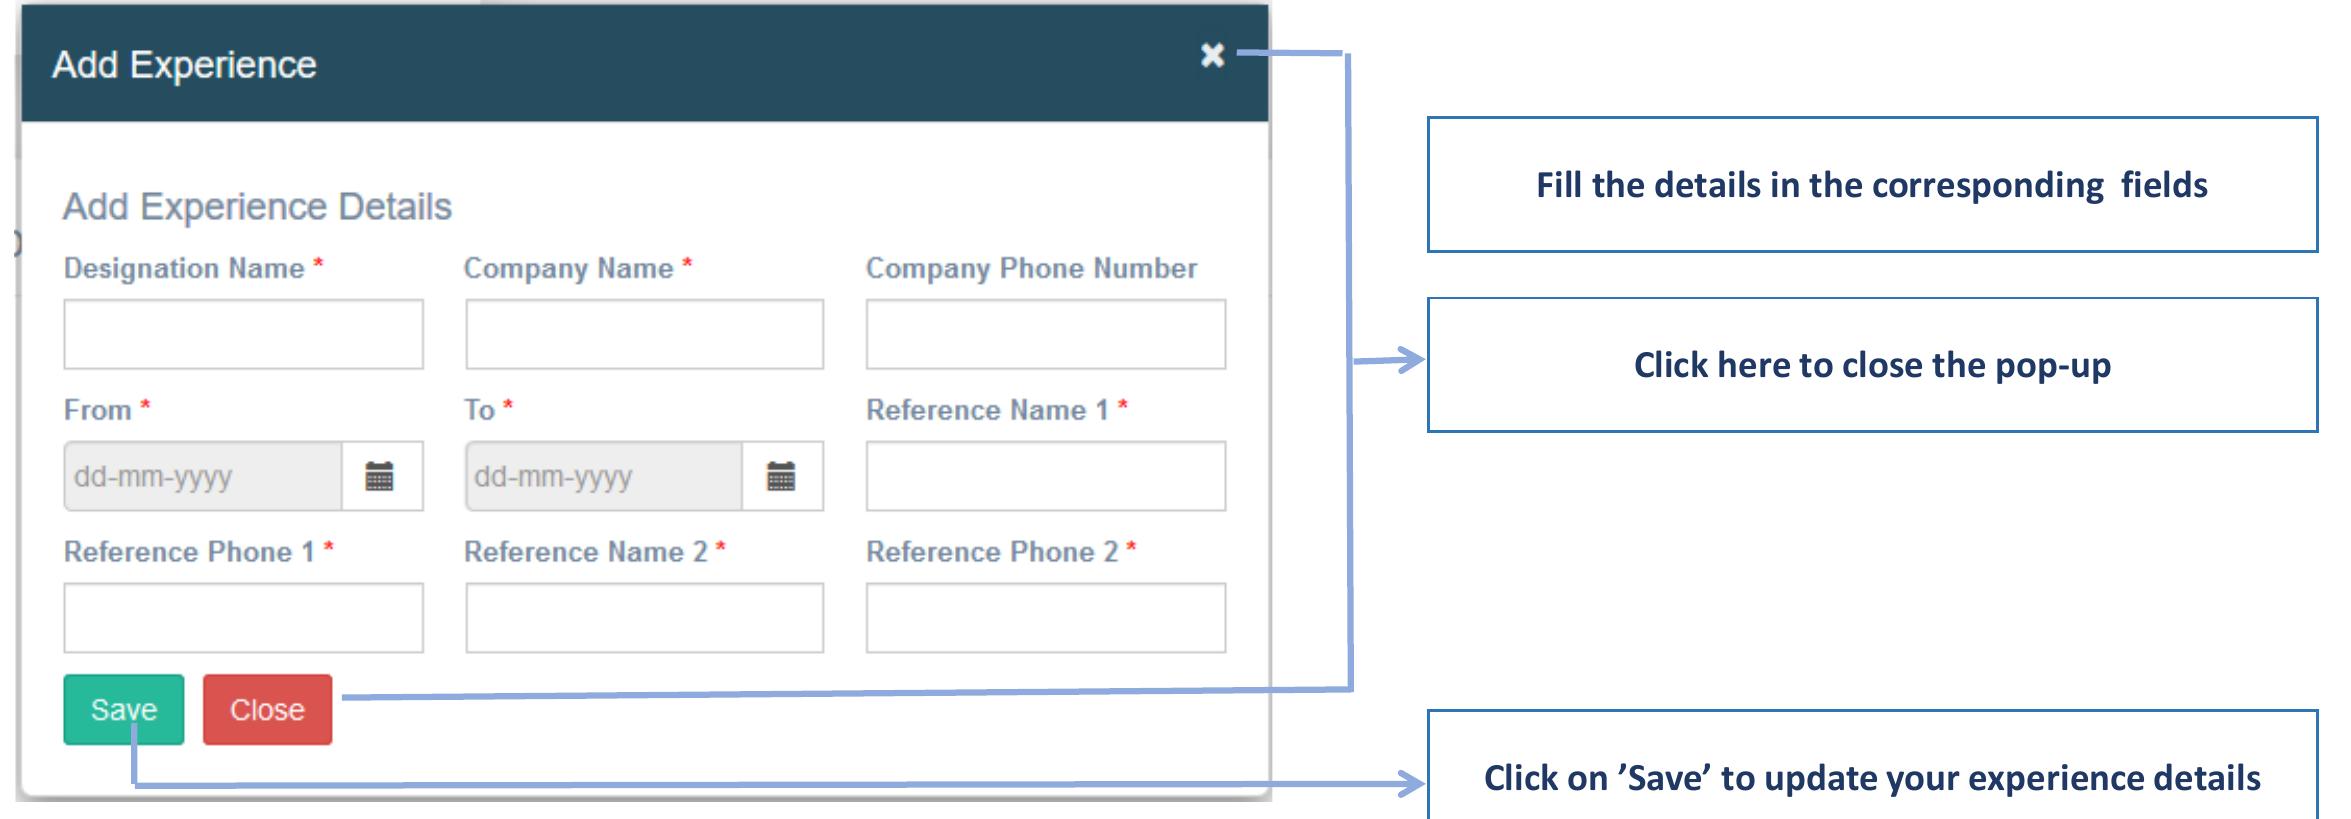 Add Experience ✖
Fill the details in the corresponding  fields
Add Experience Details
Designation Name * Company Name * Company Phone Number
Click here to close the pop-up
From * To * Reference Name 1 *
dd-mm-yyyy dd-mm-yyyy
Reference Phone 1 * Reference Name 2 * Reference Phone 2 *
Save Close
Click on ’Save’ to update your experience details